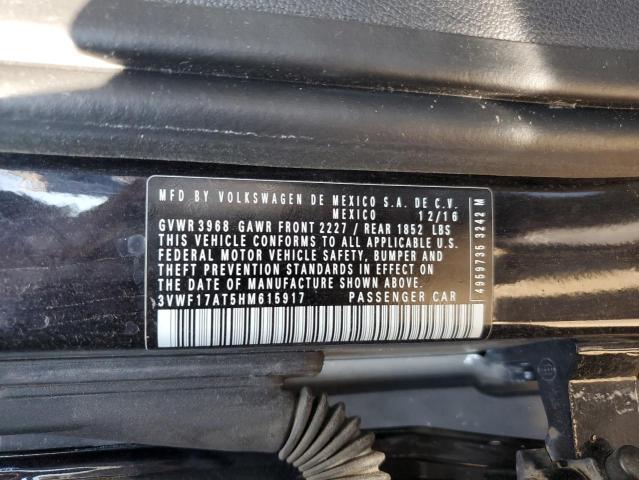 MFD BY VOLKSWAGEN DE MEXICO S.A. DE C.V.
MEXICO 12/16
GVWR 3968 GAWR FRONT 2227 / REAR 1852 LBS
THIS VEHICLE CONFORMS TO ALL APPLICABLE U.S.
FEDERAL MOTOR VEHICLE SAFETY, BUMPER AND
THEFT PREVENTION STANDARDS IN EFFECT ON
THE DATE OF MANUFACTURE SHOWN ABOVE.
3VWF17AT5HM615917 PASSENGER CAR
4959735 3242 M